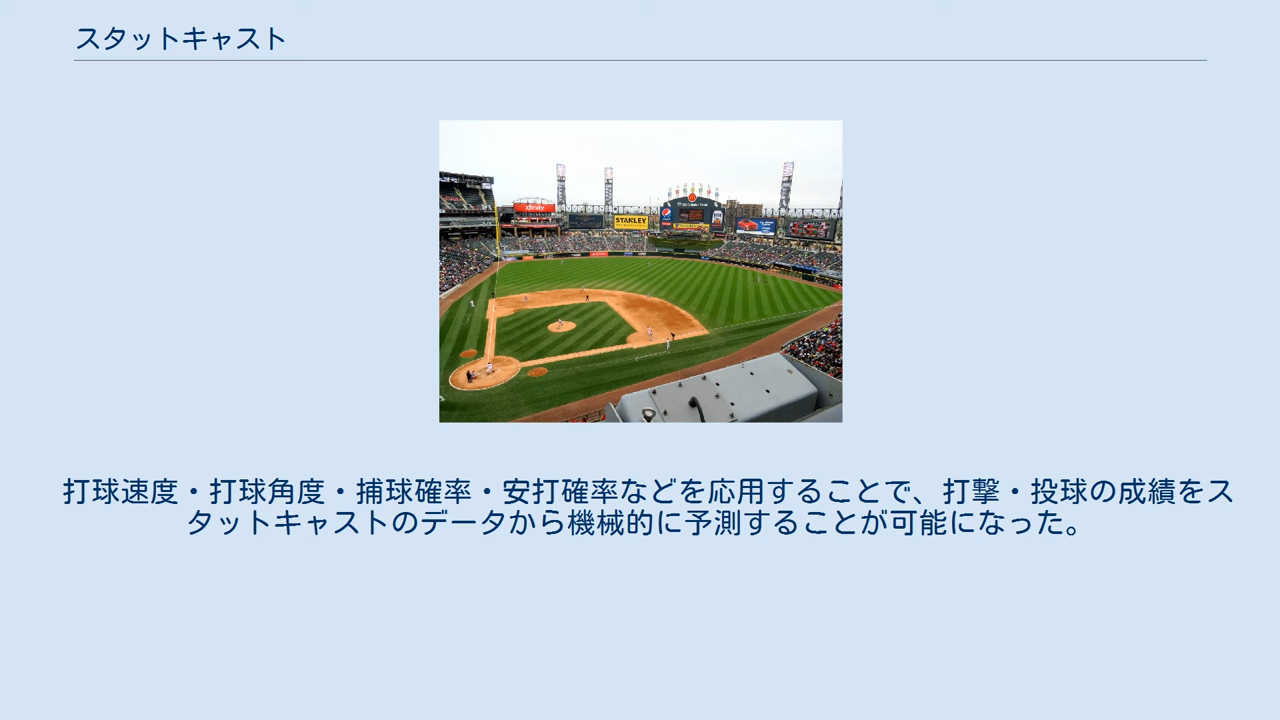 スタットキャスト
xfinity
STANLEY
打球速度・打球角度・捕球確率・安打確率などを応用することで、打撃・投球の成績をス
タットキャストのデータから機械的に予測することが可能になった。